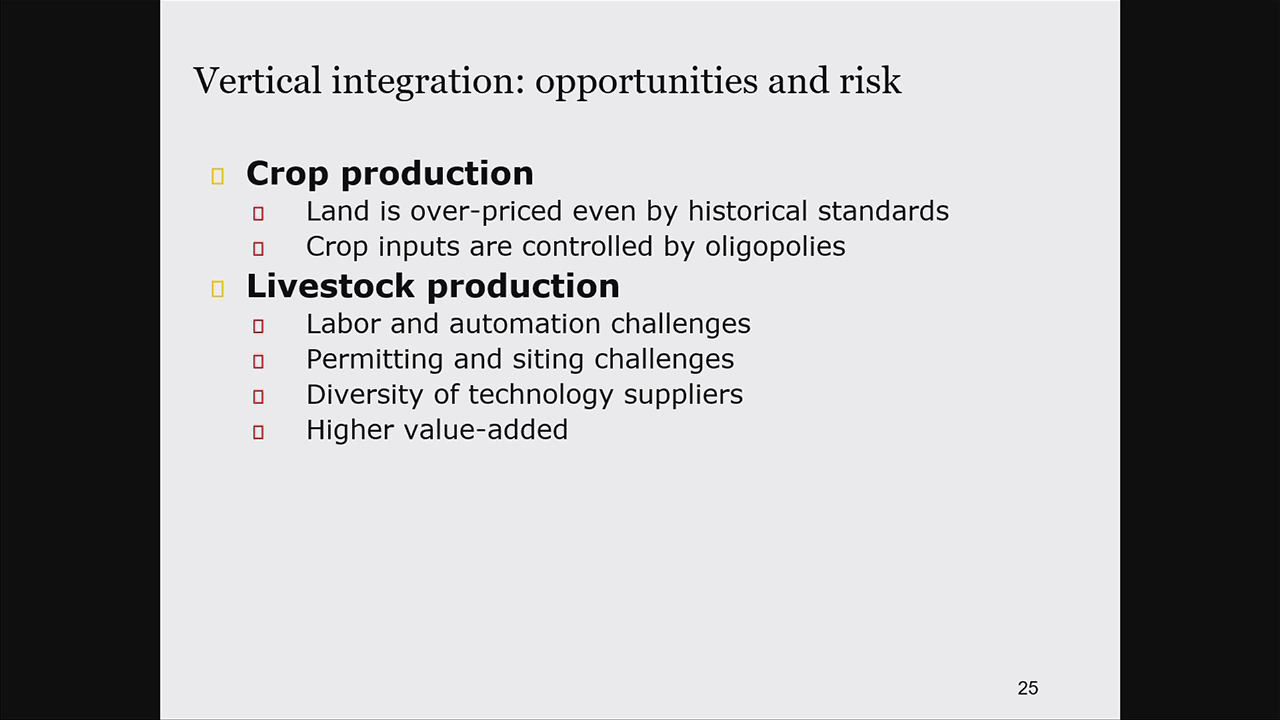 Vertical integration: opportunities and risk
Crop production
Land is over-priced even by historical standards
Crop inputs are controlled by oligopolies
Livestock production
Labor and automation challenges
Permitting and siting challenges
Diversity of technology suppliers
Higher value-added
25